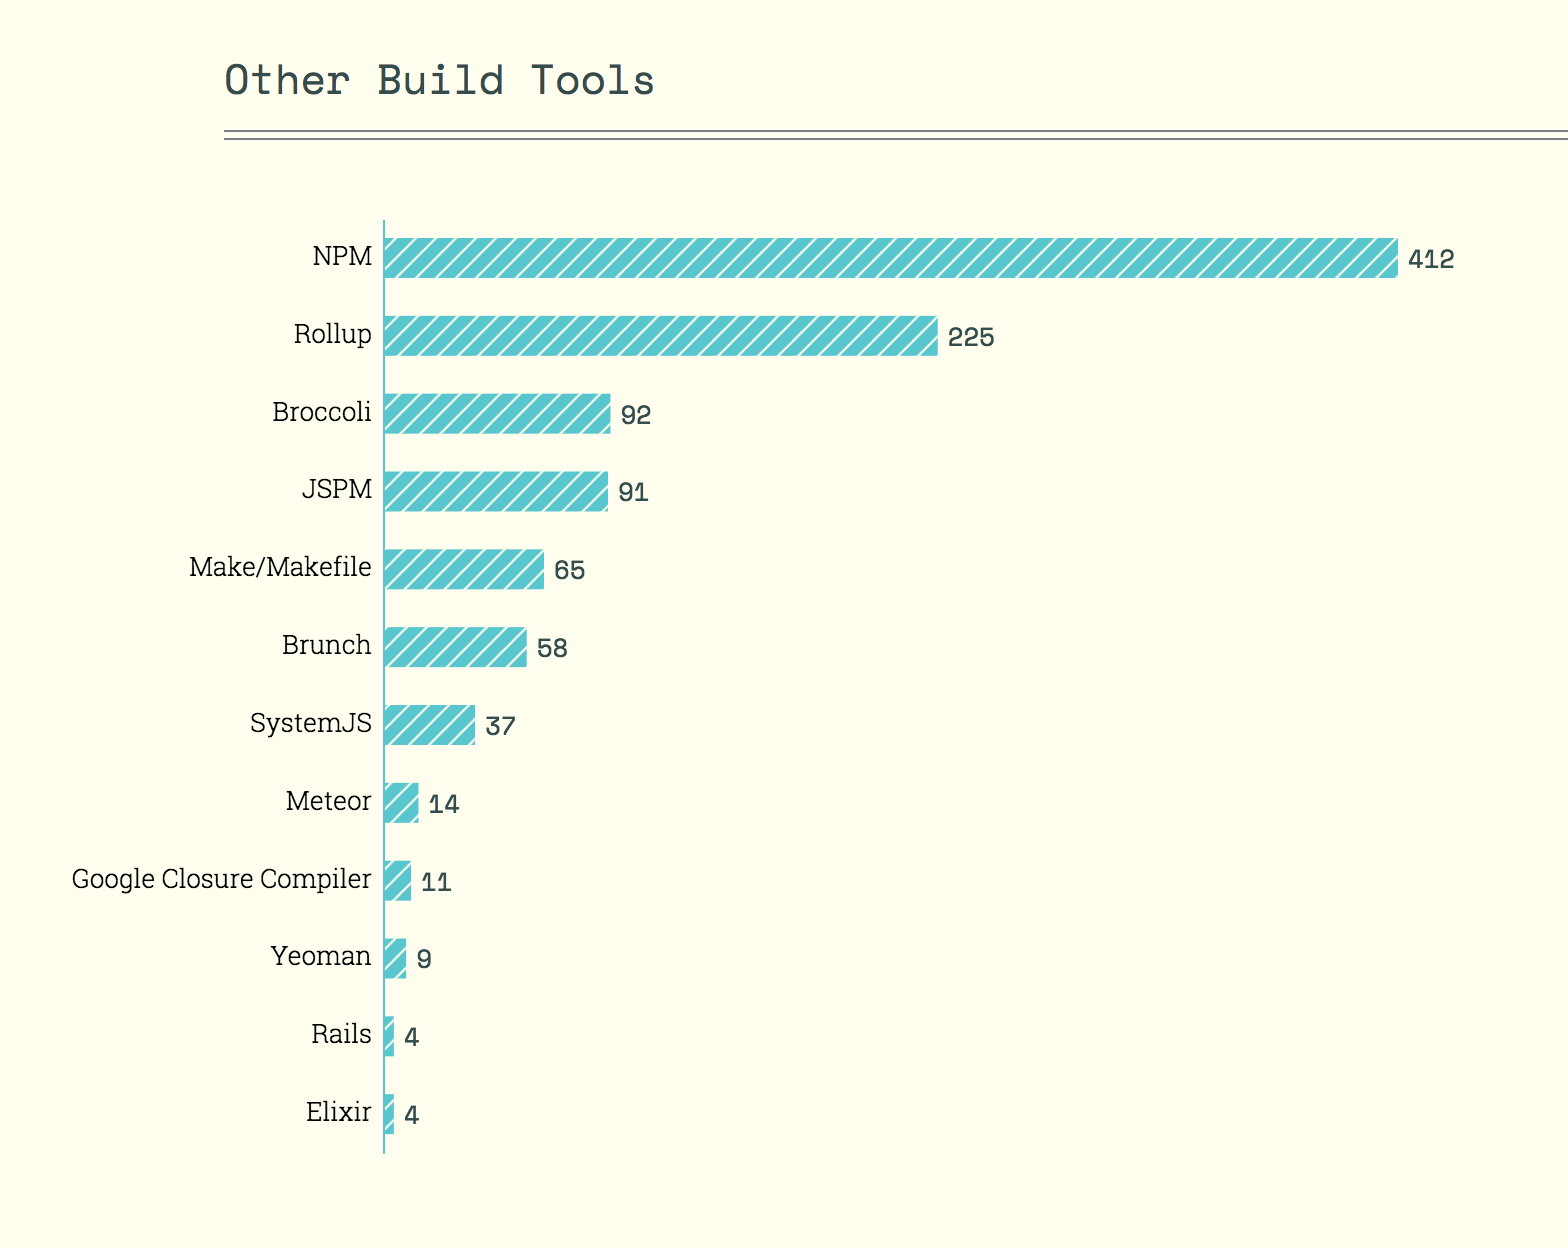 Other Build Tools
NPM 412
Rollup 225
Broccoli 92
JSPM 91
Make/Makefile 65
Brunch 58
SystemJS 37
Meteor 14
Google Closure Compiler 11
Yeoman 9
Rails 4
Elixir 4